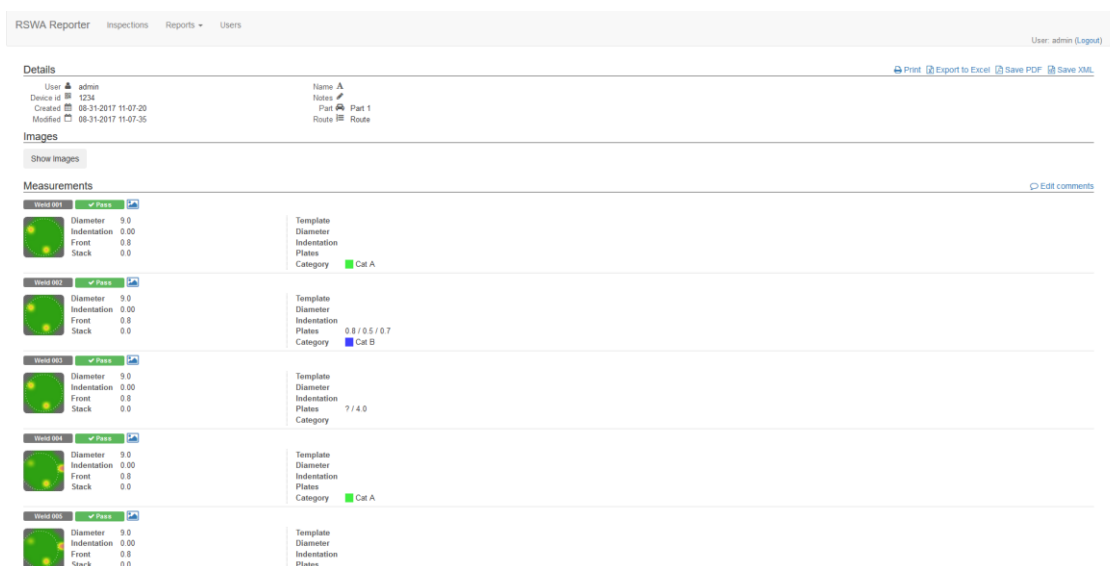 RSWA Reporter Inspections Reports Users
User: admin (Logout)
Details Print Export to Excel Save PDF Save XML
User admin Name
Device id 1234 Notes
Created 08-31-2017 11-07-20 Part Part 1
Modified 08-31-2017 11-07-35 Route Route
Images
Show Images
Measurements Edit comments
Weld 001 Pass
Diameter 9.0 Template
Indentation 0.00 Diameter
Front 0.8 Indentation
Stack 0.0 Plates
Category Cat A
Weld 002 Pass
Diameter 9.0 Template
Indentation 0.00 Diameter
Front 0.8 Indentation
Stack 0.0 Plates 0.8 / 0.5 / 0.7
Category Cat B
Weld 003 Pass
Diameter 9.0 Template
Indentation 0.00 Diameter
Front 0.8 Indentation
Stack 0.0 Plates ? / 4.0
Category
Weld 004 Pass
Diameter 9.0 Template
Indentation 0.00 Diameter
Front 0.8 Indentation
Stack 0.0 Plates
Category Cat A
Weld 005 Pass
Diameter 9.0 Template
Indentation 0.00 Diameter
Front 0.8 Indentation
Stack 0.0 Plates